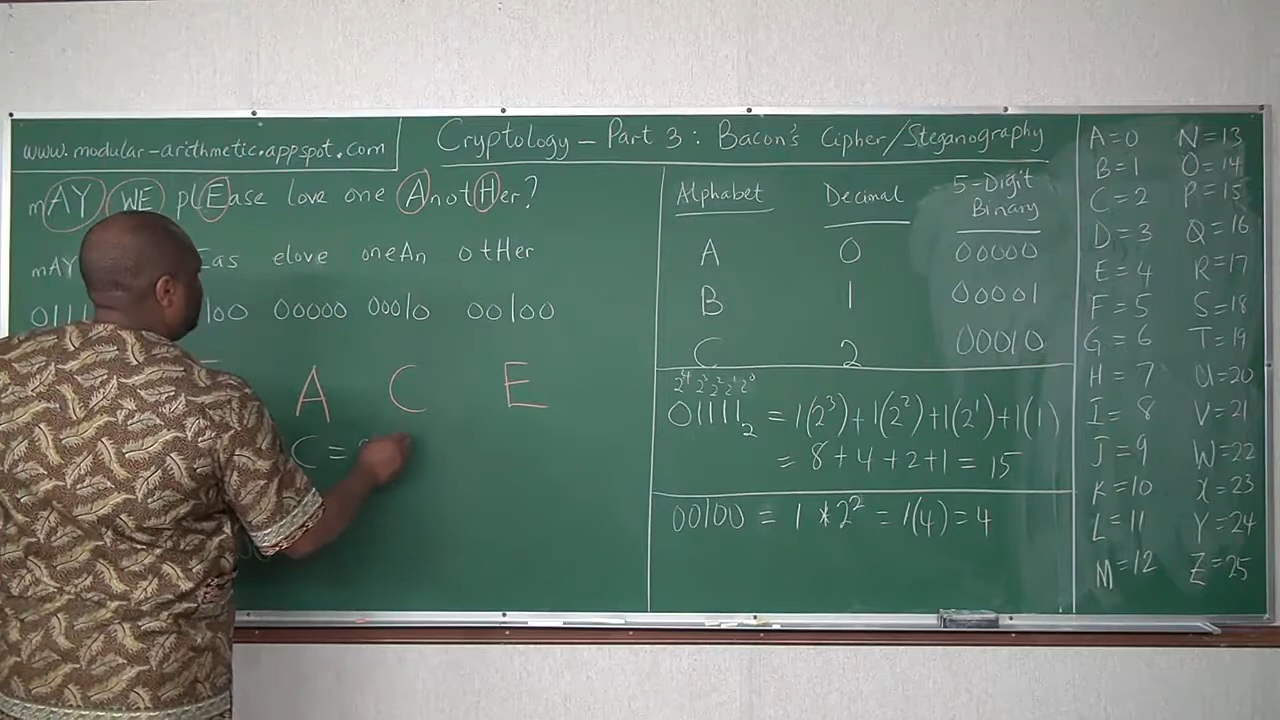 www.modular-arithmetic.appspot.com
Cryptology – Part 3: Bacon's Cipher/Steganography
mAY WE plEase love one AnotHer?
mAY Eas elove oneAn otHer
0111 100 00000 00010 00100
A C E
C =
Alphabet Decimal 5-Digit Binary
A 0 00000
B 1 00001
C 2 00010
2⁴ 2³ 2² 2¹ 2⁰
01111₂ = 1(2³)+1(2²)+1(2¹)+1(1)
= 8+4+2+1 = 15
00100 = 1 * 2² = 1(4) = 4
A=0 N=13
B=1 O=14
C=2 P=15
D=3 Q=16
E=4 R=17
F=5 S=18
G=6 T=19
H=7 U=20
I=8 V=21
J=9 W=22
K=10 X=23
L=11 Y=24
M=12 Z=25